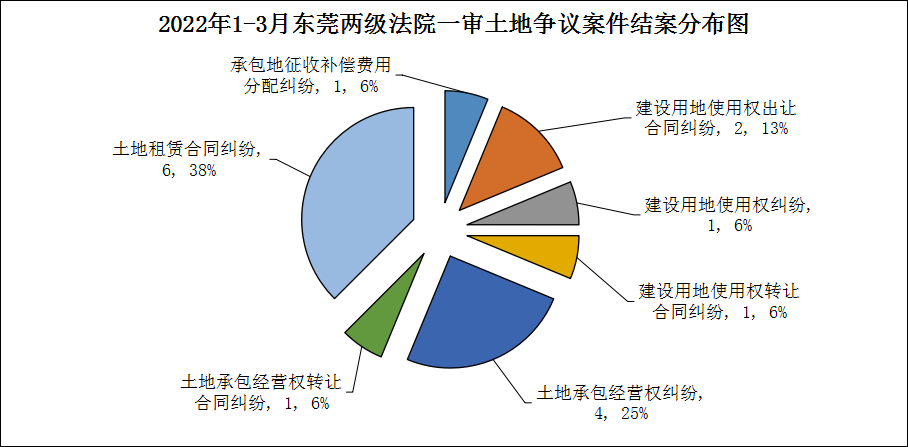 2022年1-3月东莞两级法院一审土地争议案件结案分布图
承包地征收补偿费用
分配纠纷, 1, 6%
建设用地使用权出让
合同纠纷, 2, 13%
建设用地使用权纠纷,
1, 6%
建设用地使用权转让
合同纠纷, 1, 6%
土地承包经营权纠纷,
4, 25%
土地承包经营权转让
合同纠纷, 1, 6%
土地租赁合同纠纷,
6, 38%